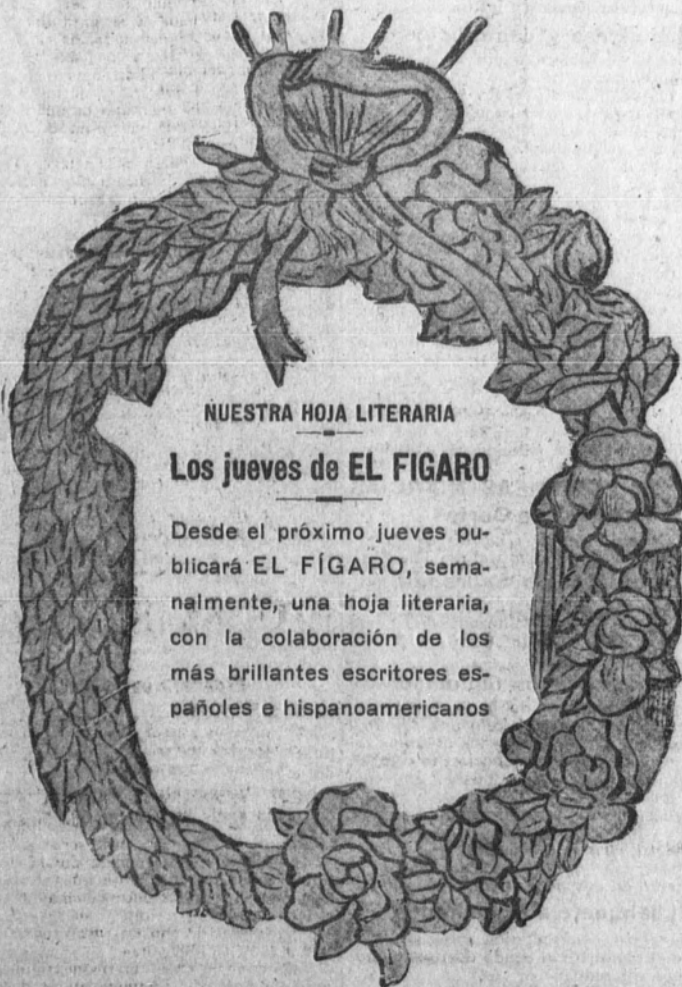 NUESTRA HOJA LITERARIA
Los jueves de EL FIGARO
Desde el próximo jueves pu-
blicará EL FÍGARO, sema-
nalmente, una hoja literaria,
con la colaboración de los
más brillantes escritores es-
pañoles e hispanoamericanos